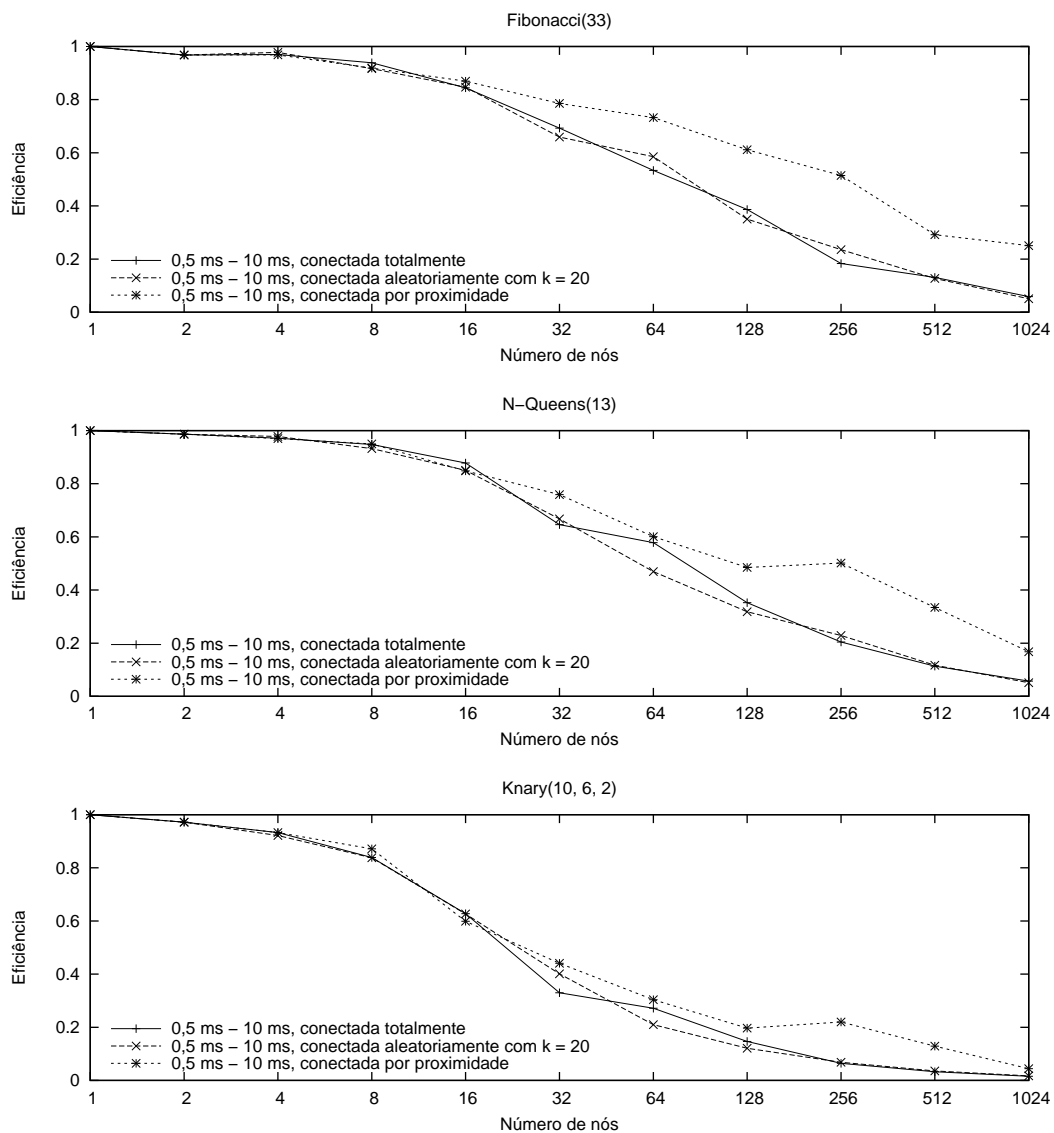 Fibonacci(33)
1
0.8
0.6
0.4
0.2
0
Eficiência
0,5 ms – 10 ms, conectada totalmente
0,5 ms – 10 ms, conectada aleatoriamente com k = 20
0,5 ms – 10 ms, conectada por proximidade
1 2 4 8 16 32 64 128 256 512 1024
Número de nós
N–Queens(13)
1
0.8
0.6
0.4
0.2
0
Eficiência
0,5 ms – 10 ms, conectada totalmente
0,5 ms – 10 ms, conectada aleatoriamente com k = 20
0,5 ms – 10 ms, conectada por proximidade
1 2 4 8 16 32 64 128 256 512 1024
Número de nós
Knary(10, 6, 2)
1
0.8
0.6
0.4
0.2
0
Eficiência
0,5 ms – 10 ms, conectada totalmente
0,5 ms – 10 ms, conectada aleatoriamente com k = 20
0,5 ms – 10 ms, conectada por proximidade
1 2 4 8 16 32 64 128 256 512 1024
Número de nós